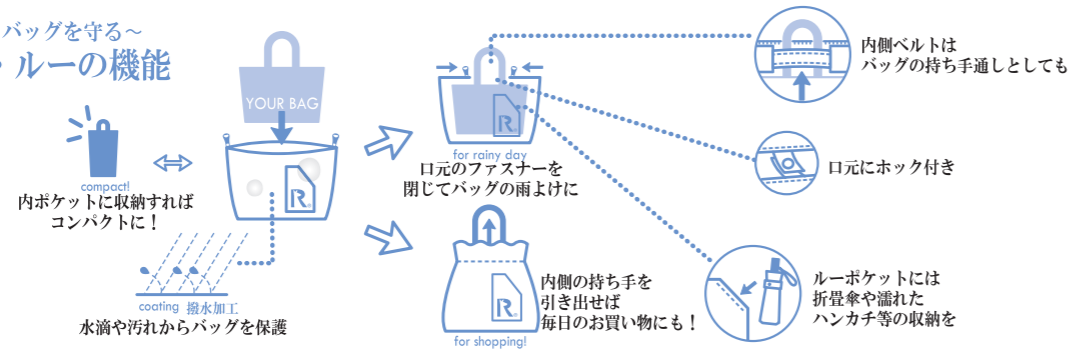 バッグを守る～
・ルーの機能
YOUR BAG
compact!
内ポケットに収納すれば
コンパクトに！
R
coating 撥水加工
水滴や汚れからバッグを保護
R
for rainy day
口元のファスナーを
閉じてバッグの雨よけに
R
内側の持ち手を
引き出せば
毎日のお買い物にも！
for shopping!
内側ベルトは
バッグの持ち手通しとしても
口元にホック付き
ルーポケットには
折畳傘や濡れた
ハンカチ等の収納を